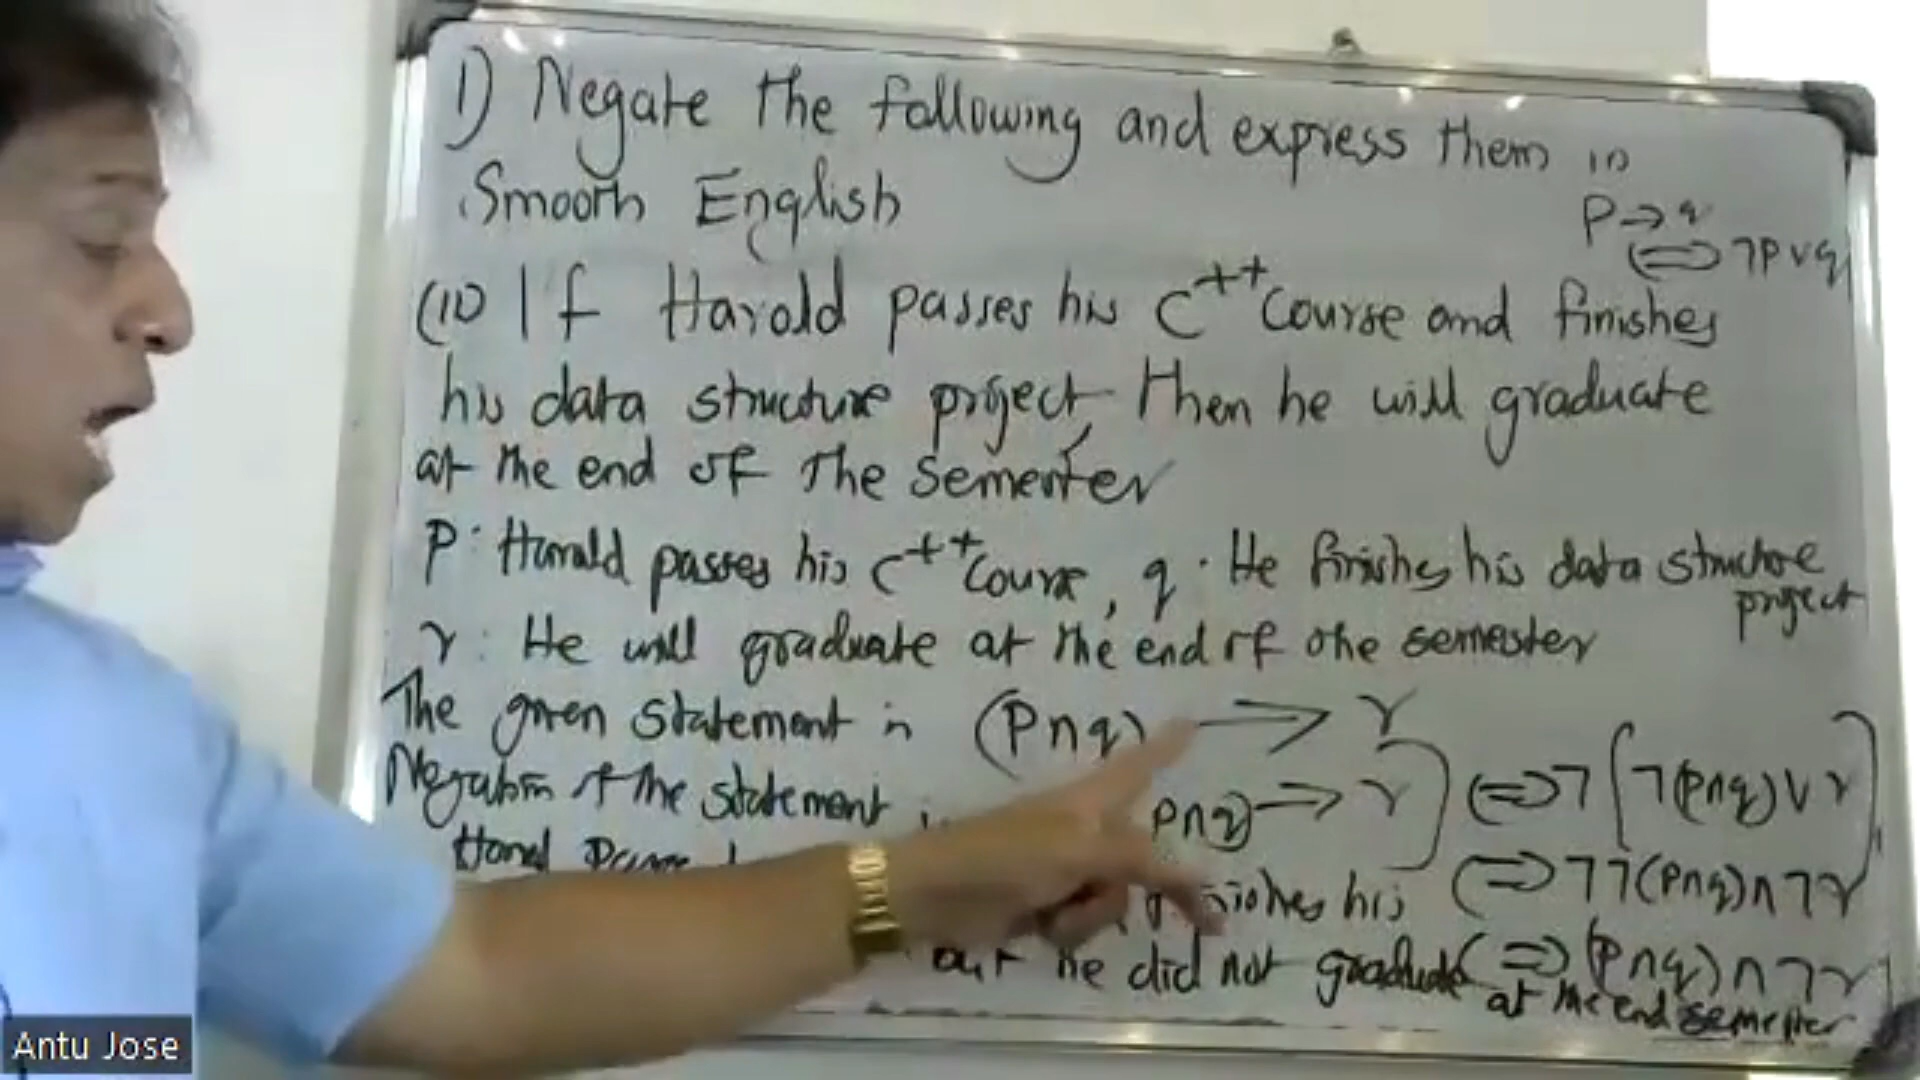 1) Negate the following and express them in
Smooth English
P → q
⇔ ¬P∨q
(ii) If Harold passes his C++ Course and finishes
his data structure project, then he will graduate
at the end of the semester
P: Harold passes his C++ Course, q: He finishes his data structure
project
r: He will graduate at the end of the semester
The given statement is (P∧q) → r
Negation of the statement P∧q) → r] ⇔ ¬[¬(P∧q)∨r]
⇔ ¬¬(P∧q)∧¬r
finishes his
but he did not graduate ⇔ (P∧q)∧¬r
at the end semester
Antu Jose